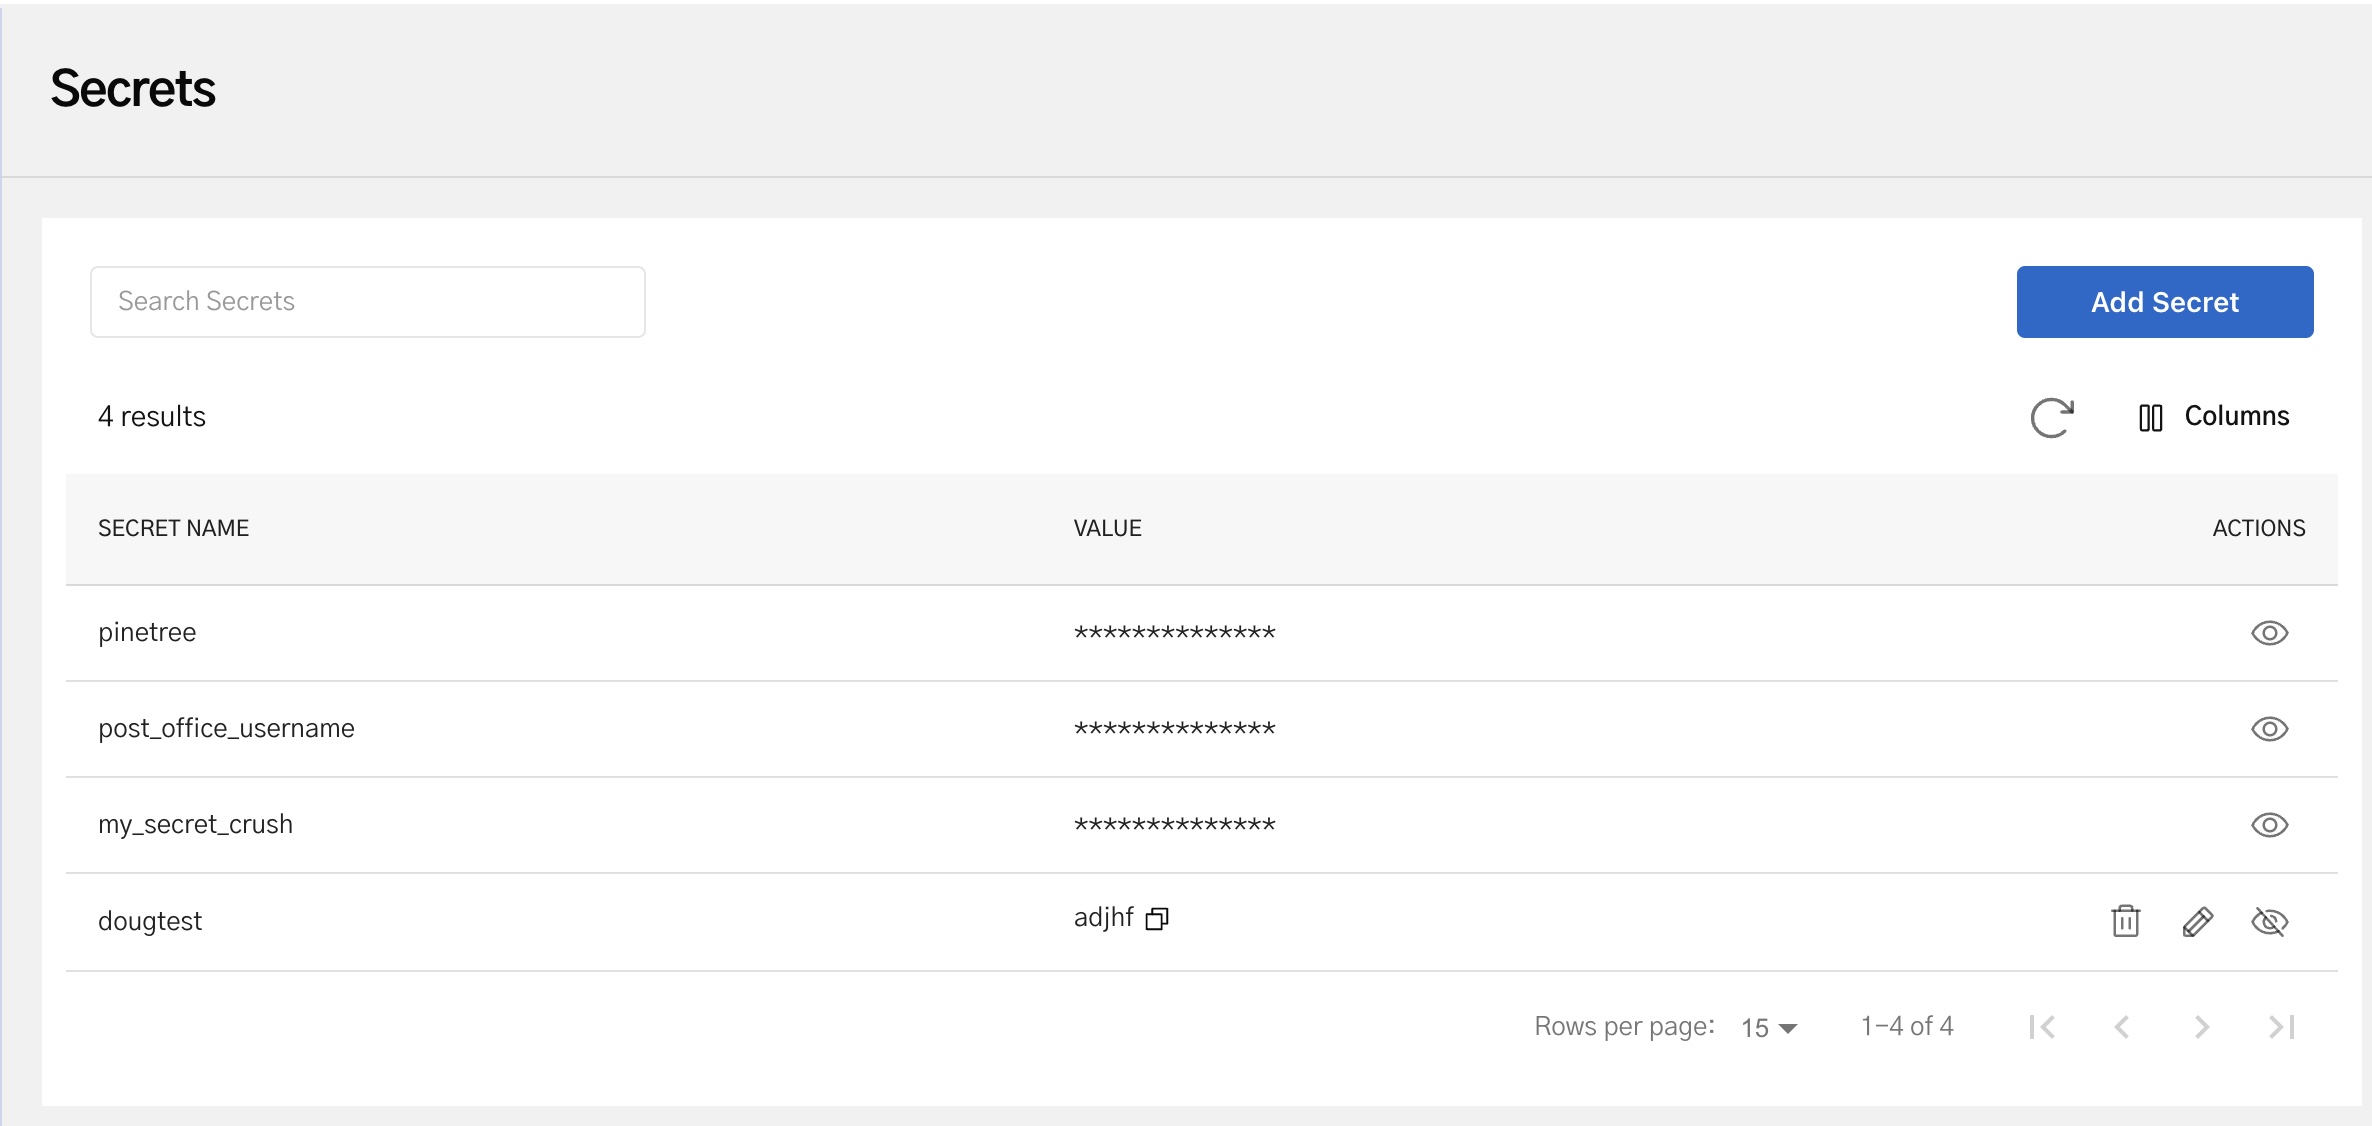 Secrets
Search Secrets
Add Secret
4 results
Columns
SECRET NAME VALUE ACTIONS
pinetree **************
post_office_username **************
my_secret_crush **************
dougtest adjhf
Rows per page: 15 1–4 of 4